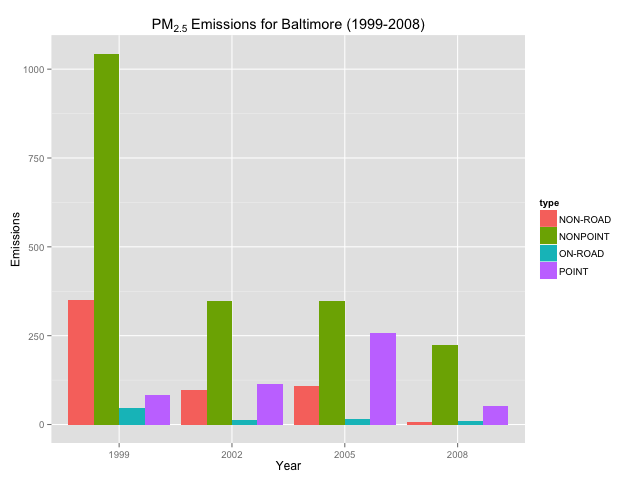 PM2.5 Emissions for Baltimore (1999-2008)
Emissions
1000
750
500
250
0
1999 2002 2005 2008
Year
type
NON-ROAD
NONPOINT
ON-ROAD
POINT